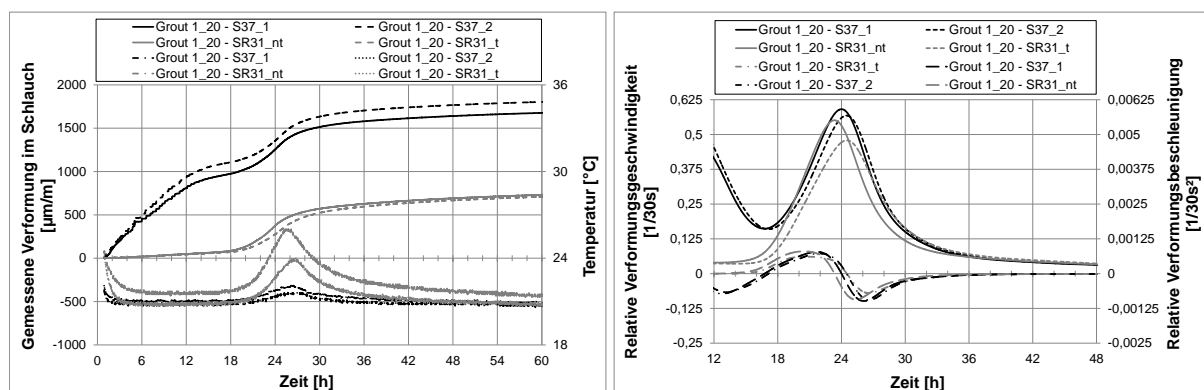 Grout 1_20 - S37_1
Grout 1_20 - S37_2
Grout 1_20 - SR31_nt
Grout 1_20 - SR31_t
Grout 1_20 - S37_1
Grout 1_20 - S37_2
Grout 1_20 - SR31_nt
Grout 1_20 - SR31_t
Gemessene Verformung im Schlauch
[µm/m]
2000
1500
1000
500
0
-500
-1000
36
30
24
18
Temperatur [°C]
0 6 12 18 24 30 36 42 48 54 60
Zeit [h]
Grout 1_20 - S37_1
Grout 1_20 - S37_2
Grout 1_20 - SR31_nt
Grout 1_20 - SR31_t
Grout 1_20 - SR31_t
Grout 1_20 - S37_1
Grout 1_20 - S37_2
Grout 1_20 - SR31_nt
Relative Verformungsgeschwindigkeit
[1/30s]
0,625
0,5
0,375
0,25
0,125
0
-0,125
-0,25
0,00625
0,005
0,00375
0,0025
0,00125
0
-0,00125
-0,0025
Relative Verformungsbeschleunigung
[1/30s²]
12 18 24 30 36 42 48
Zeit [h]